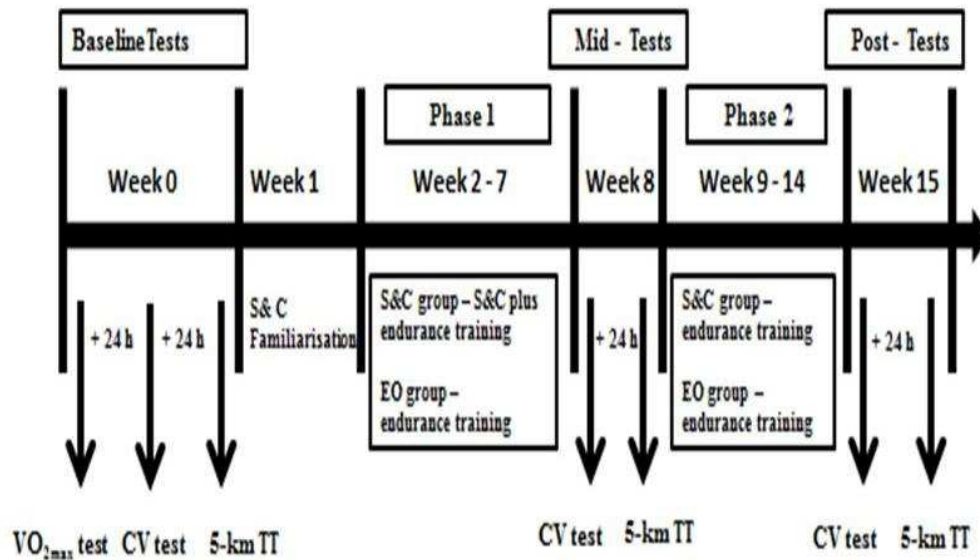 Baseline Tests
Mid - Tests
Post - Tests
Phase 1
Phase 2
Week 0
Week 1
Week 2 - 7
Week 8
Week 9 - 14
Week 15
+ 24 h
+ 24 h
S& C
Familiarisation
S&C group – S&C plus
endurance training
EO group –
endurance training
+ 24 h
S&C group –
endurance training
EO group –
endurance training
+ 24 h
VO2max test
CV test
5-km TT
CV test
5-km TT
CV test
5-km TT